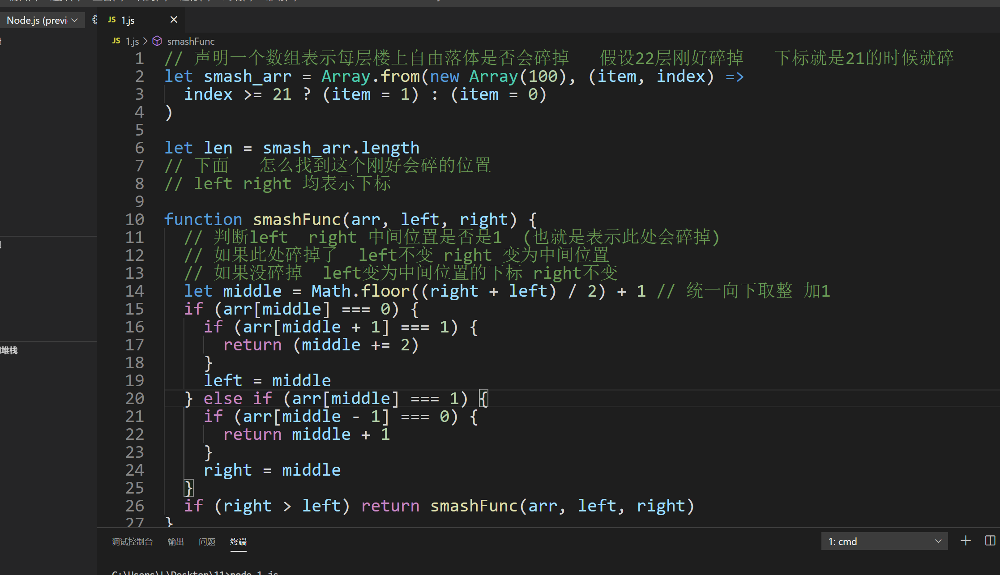 Node.js (previ
JS 1.js
JS 1.js > smashFunc
1 // 声明一个数组表示每层楼上自由落体是否会碎掉   假设22层刚好碎掉   下标就是21的时候就碎
2 let smash_arr = Array.from(new Array(100), (item, index) =>
3   index >= 21 ? (item = 1) : (item = 0)
4 )
5
6 let len = smash_arr.length
7 // 下面   怎么找到这个刚好会碎的位置
8 // left right 均表示下标
9
10 function smashFunc(arr, left, right) {
11   // 判断left  right 中间位置是否是1  (也就是表示此处会碎掉)
12   // 如果此处碎掉了  left不变 right 变为中间位置
13   // 如果没碎掉  left变为中间位置的下标 right不变
14   let middle = Math.floor((right + left) / 2) + 1 // 统一向下取整 加1
15   if (arr[middle] === 0) {
16     if (arr[middle + 1] === 1) {
17       return (middle += 2)
18     }
19     left = middle
20   } else if (arr[middle] === 1) {
21     if (arr[middle - 1] === 0) {
22       return middle + 1
23     }
24     right = middle
25   }
26   if (right > left) return smashFunc(arr, left, right)
27 }
堆栈
调试控制台 输出 问题 终端
1: cmd
C:\Users\L\Desktop\11>node 1.js